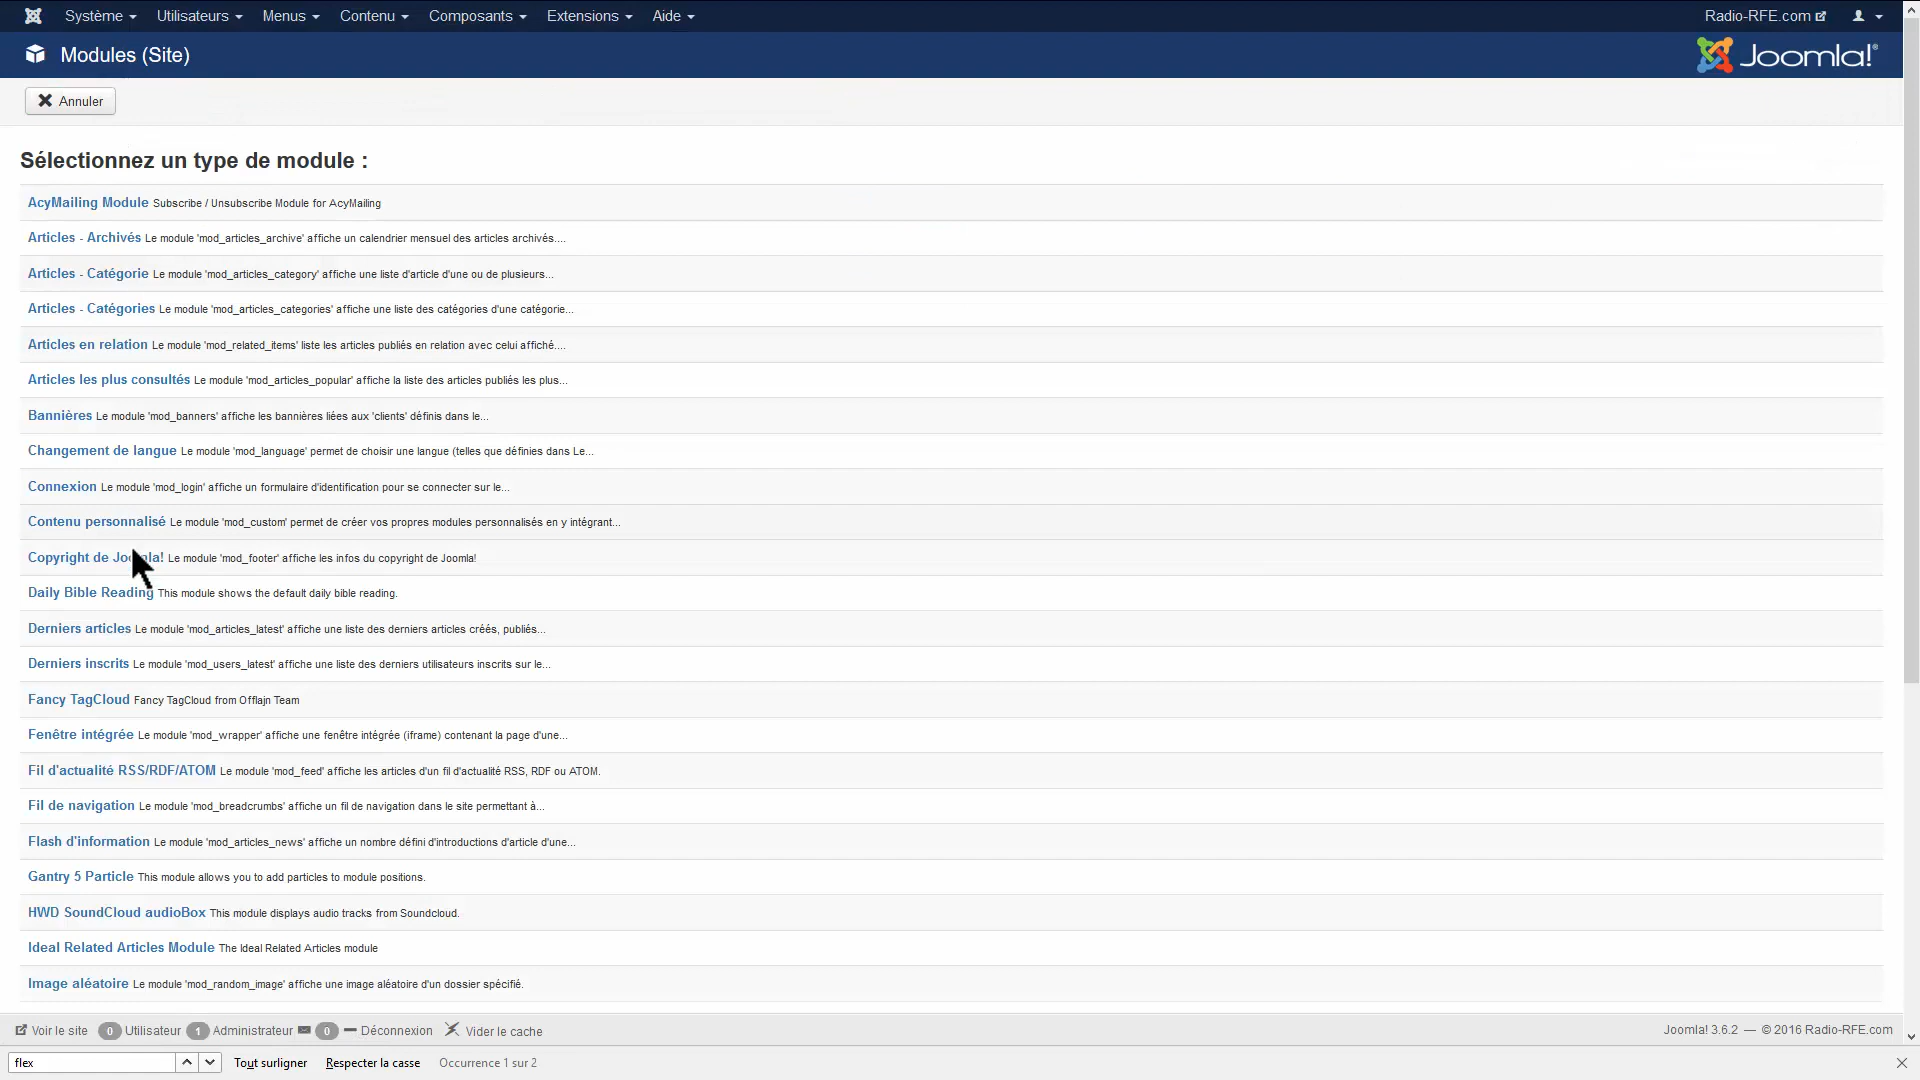 Système Utilisateurs Menus Contenu Composants Extensions Aide Radio-RFE.com
Modules (Site) Joomla!®
Annuler
Sélectionnez un type de module :
AcyMailing Module Subscribe / Unsubscribe Module for AcyMailing
Articles - Archivés Le module 'mod_articles_archive' affiche un calendrier mensuel des articles archivés....
Articles - Catégorie Le module 'mod_articles_category' affiche une liste d'article d'une ou de plusieurs...
Articles - Catégories Le module 'mod_articles_categories' affiche une liste des catégories d'une catégorie...
Articles en relation Le module 'mod_related_items' liste les articles publiés en relation avec celui affiché....
Articles les plus consultés Le module 'mod_articles_popular' affiche la liste des articles publiés les plus...
Bannières Le module 'mod_banners' affiche les bannières liées aux 'clients' définis dans le...
Changement de langue Le module 'mod_language' permet de choisir une langue (telles que définies dans Le...
Connexion Le module 'mod_login' affiche un formulaire d'identification pour se connecter sur le...
Contenu personnalisé Le module 'mod_custom' permet de créer vos propres modules personnalisés en y intégrant...
Copyright de Joomla! Le module 'mod_footer' affiche les infos du copyright de Joomla!
Daily Bible Reading This module shows the default daily bible reading.
Derniers articles Le module 'mod_articles_latest' affiche une liste des derniers articles créés, publiés...
Derniers inscrits Le module 'mod_users_latest' affiche une liste des derniers utilisateurs inscrits sur le...
Fancy TagCloud Fancy TagCloud from Offlajn Team
Fenêtre intégrée Le module 'mod_wrapper' affiche une fenêtre intégrée (iframe) contenant la page d'une...
Fil d'actualité RSS/RDF/ATOM Le module 'mod_feed' affiche les articles d'un fil d'actualité RSS, RDF ou ATOM.
Fil de navigation Le module 'mod_breadcrumbs' affiche un fil de navigation dans le site permettant à...
Flash d'information Le module 'mod_articles_news' affiche un nombre défini d'introductions d'article d'une...
Gantry 5 Particle This module allows you to add particles to module positions.
HWD SoundCloud audioBox This module displays audio tracks from Soundcloud.
Ideal Related Articles Module The Ideal Related Articles module
Image aléatoire Le module 'mod_random_image' affiche une image aléatoire d'un dossier spécifié.
Voir le site 0 Utilisateur 1 Administrateur 0 Déconnexion Vider le cache Joomla! 3.6.2 — © 2016 Radio-RFE.com
flex Tout surligner Respecter la casse Occurrence 1 sur 2